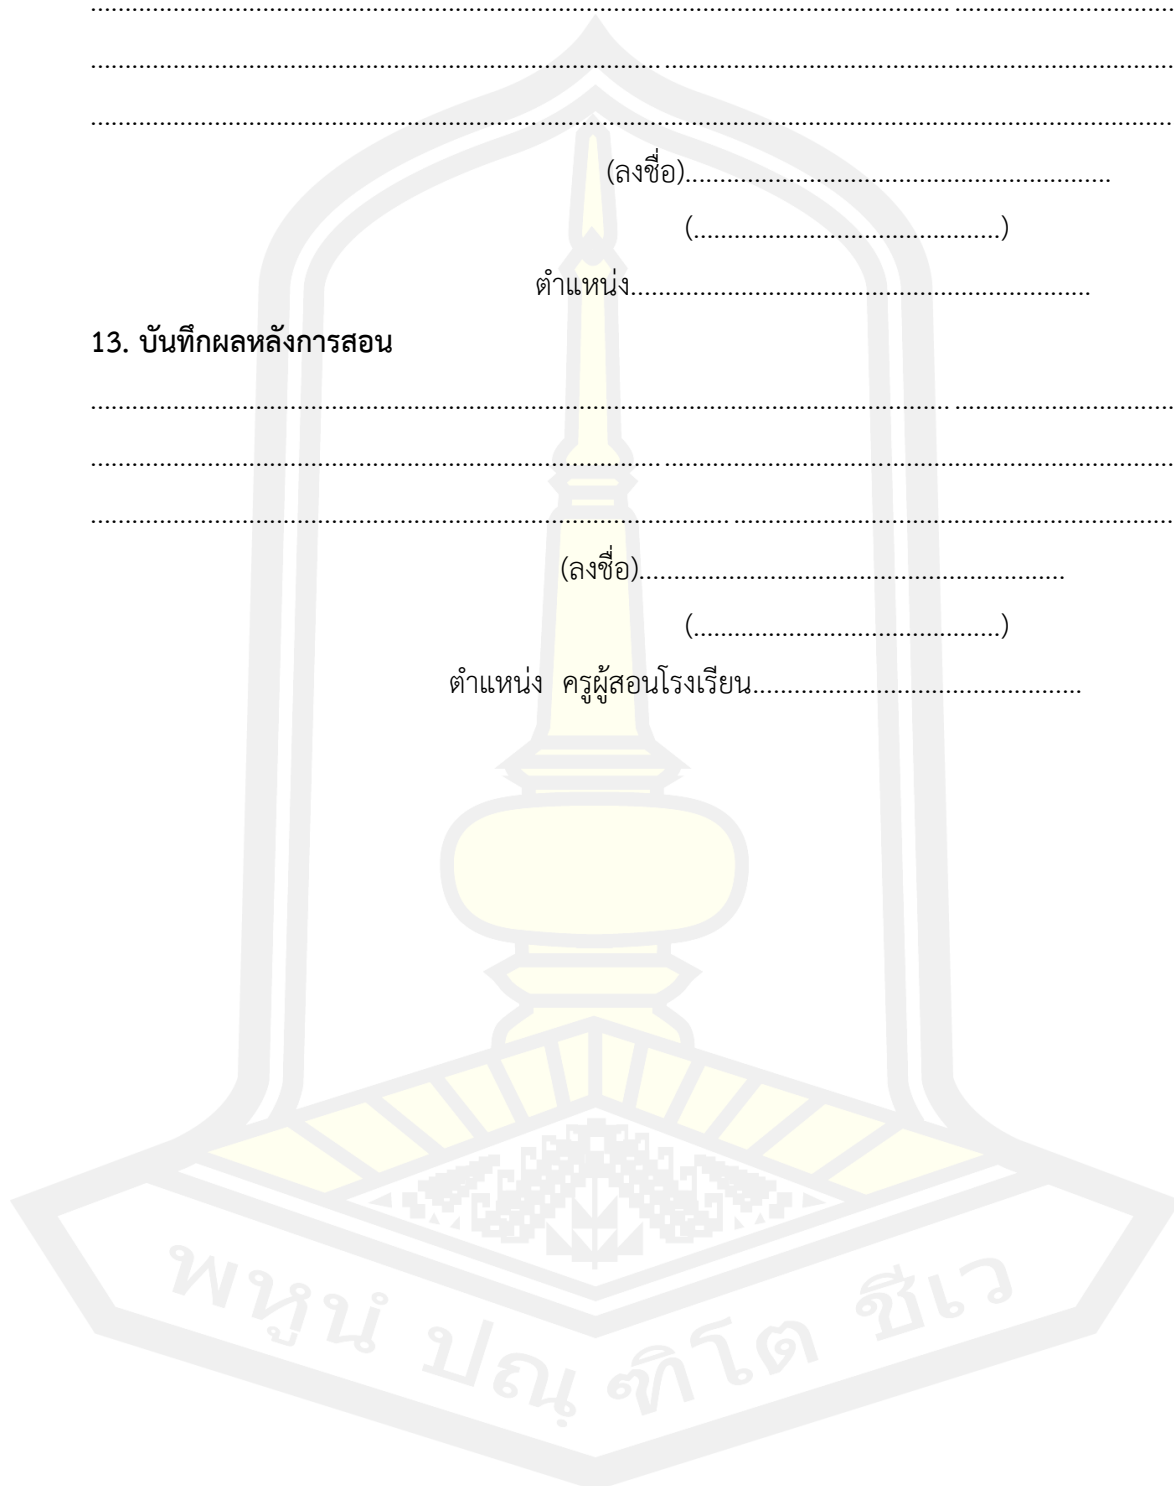 ........................................................................................................................... ................................
.................................................................................. ..........................................................................
................................................................. ...........................................................................................
(ลงชื่อ)..............................................................
(.............................................)
ตำแหน่ง...................................................................
13. บันทึกผลหลังการสอน
........................................................................................................................... ................................
.................................................................................. ..........................................................................
............................................................................................ ................................................................
(ลงชื่อ)..............................................................
(.............................................)
ตำแหน่ง ครูผู้สอนโรงเรียน................................................
พหูนํ ปณฺฑิโต ชีเว